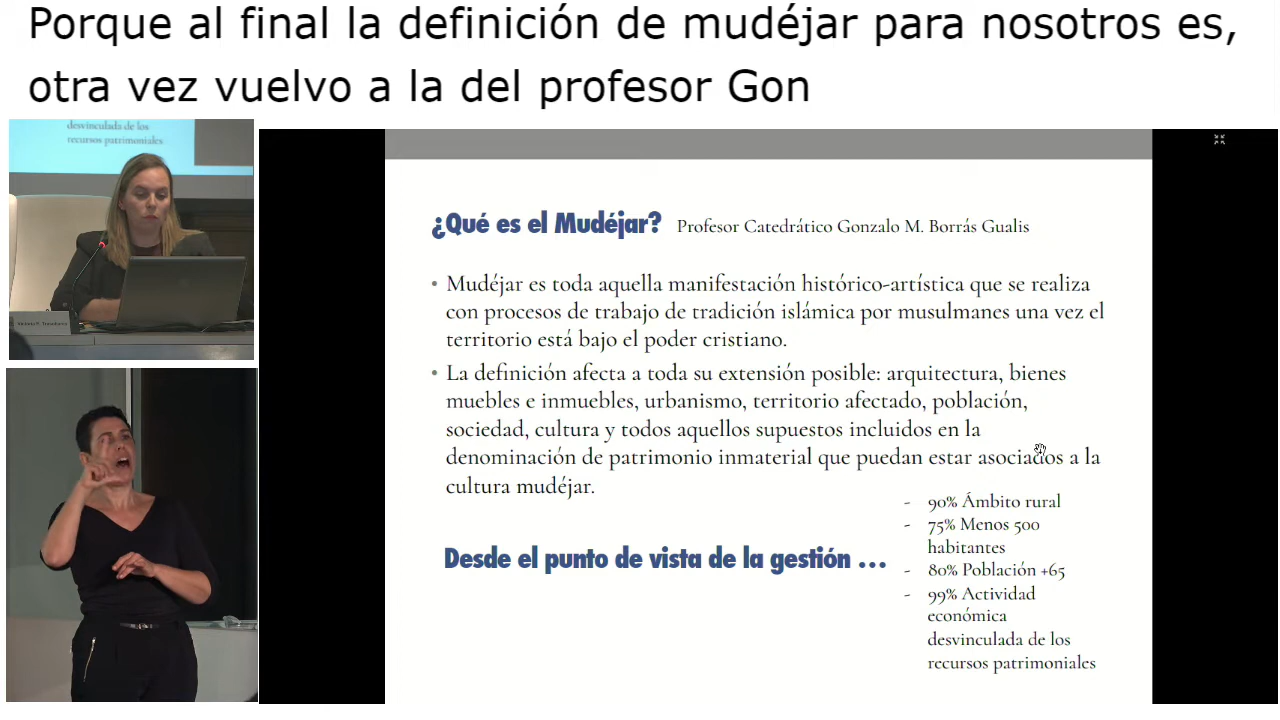 Porque al final la definición de mudéjar para nosotros es,
otra vez vuelvo a la del profesor Gon
desvinculada de los
recursos patrimoniales
¿Qué es el Mudéjar? Profesor Catedrático Gonzalo M. Borrás Gualis
• Mudéjar es toda aquella manifestación histórico-artística que se realiza
con procesos de trabajo de tradición islámica por musulmanes una vez el
territorio está bajo el poder cristiano.
• La definición afecta a toda su extensión posible: arquitectura, bienes
muebles e inmuebles, urbanismo, territorio afectado, población,
sociedad, cultura y todos aquellos supuestos incluidos en la
denominación de patrimonio inmaterial que puedan estar asociados a la
cultura mudéjar.
Desde el punto de vista de la gestión ...
- 90% Ámbito rural
- 75% Menos 500
habitantes
- 80% Población +65
- 99% Actividad
económica
desvinculada de los
recursos patrimoniales